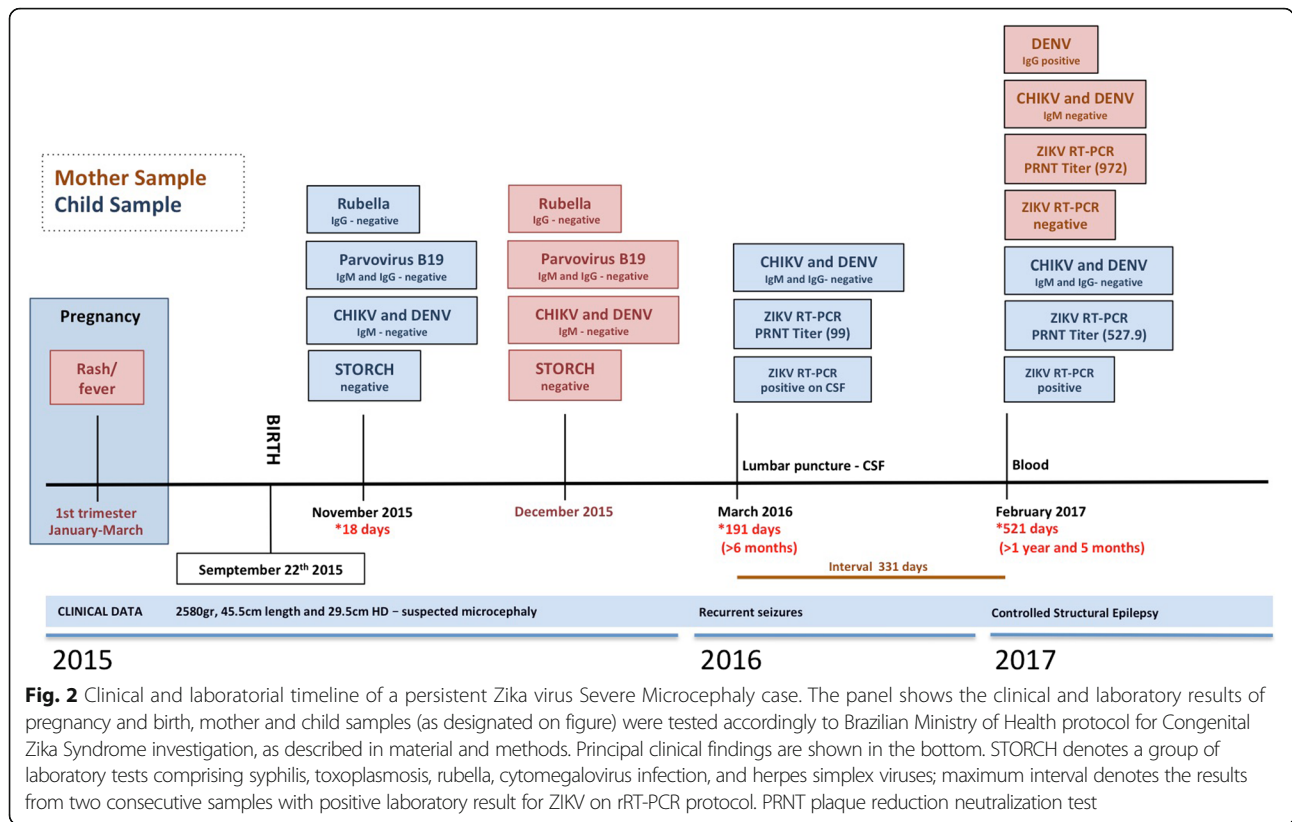 DENV
IgG positive
CHIKV and DENV
IgM negative
ZIKV RT-PCR
PRNT Titer (972)
ZIKV RT-PCR
negative
Mother Sample
Child Sample
Rubella
IgG - negative
Parvovirus B19
IgM and IgG - negative
CHIKV and DENV
IgM - negative
STORCH
negative
Rubella
IgG - negative
Parvovirus B19
IgM and IgG - negative
CHIKV and DENV
IgM - negative
STORCH
negative
CHIKV and DENV
IgM and IgG- negative
ZIKV RT-PCR
PRNT Titer (99)
ZIKV RT-PCR
positive on CSF
CHIKV and DENV
IgM and IgG- negative
ZIKV RT-PCR
PRNT Titer (527.9)
ZIKV RT-PCR
positive
Pregnancy
Rash/
fever
BIRTH
Lumbar puncture - CSF
Blood
1st trimester
January-March
November 2015
*18 days
December 2015
March 2016
*191 days
(>6 months)
February 2017
*521 days
(>1 year and 5 months)
Semptember 22th 2015
Interval 331 days
CLINICAL DATA 2580gr, 45.5cm length and 29.5cm HD – suspected microcephaly
Recurrent seizures
Controlled Structural Epilepsy
2015
2016
2017
Fig. 2 Clinical and laboratorial timeline of a persistent Zika virus Severe Microcephaly case. The panel shows the clinical and laboratory results of
pregnancy and birth, mother and child samples (as designated on figure) were tested accordingly to Brazilian Ministry of Health protocol for Congenital
Zika Syndrome investigation, as described in material and methods. Principal clinical findings are shown in the bottom. STORCH denotes a group of
laboratory tests comprising syphilis, toxoplasmosis, rubella, cytomegalovirus infection, and herpes simplex viruses; maximum interval denotes the results
from two consecutive samples with positive laboratory result for ZIKV on rRT-PCR protocol. PRNT plaque reduction neutralization test